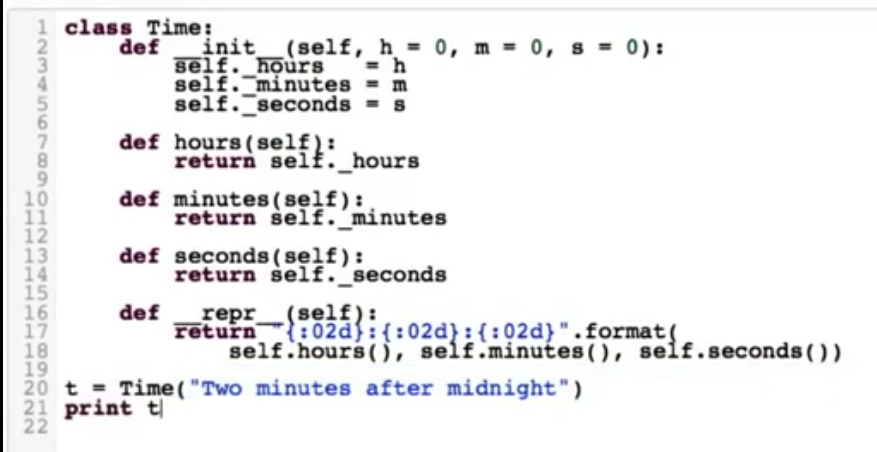 1 class Time:
2     def __init__(self, h = 0, m = 0, s = 0):
3         self._hours   = h
4         self._minutes = m
5         self._seconds = s
6
7     def hours(self):
8         return self._hours
9
10     def minutes(self):
11         return self._minutes
12
13     def seconds(self):
14         return self._seconds
15
16     def __repr__(self):
17         return "{:02d}:{:02d}:{:02d}".format(
18             self.hours(), self.minutes(), self.seconds())
19
20 t = Time("Two minutes after midnight")
21 print t
22